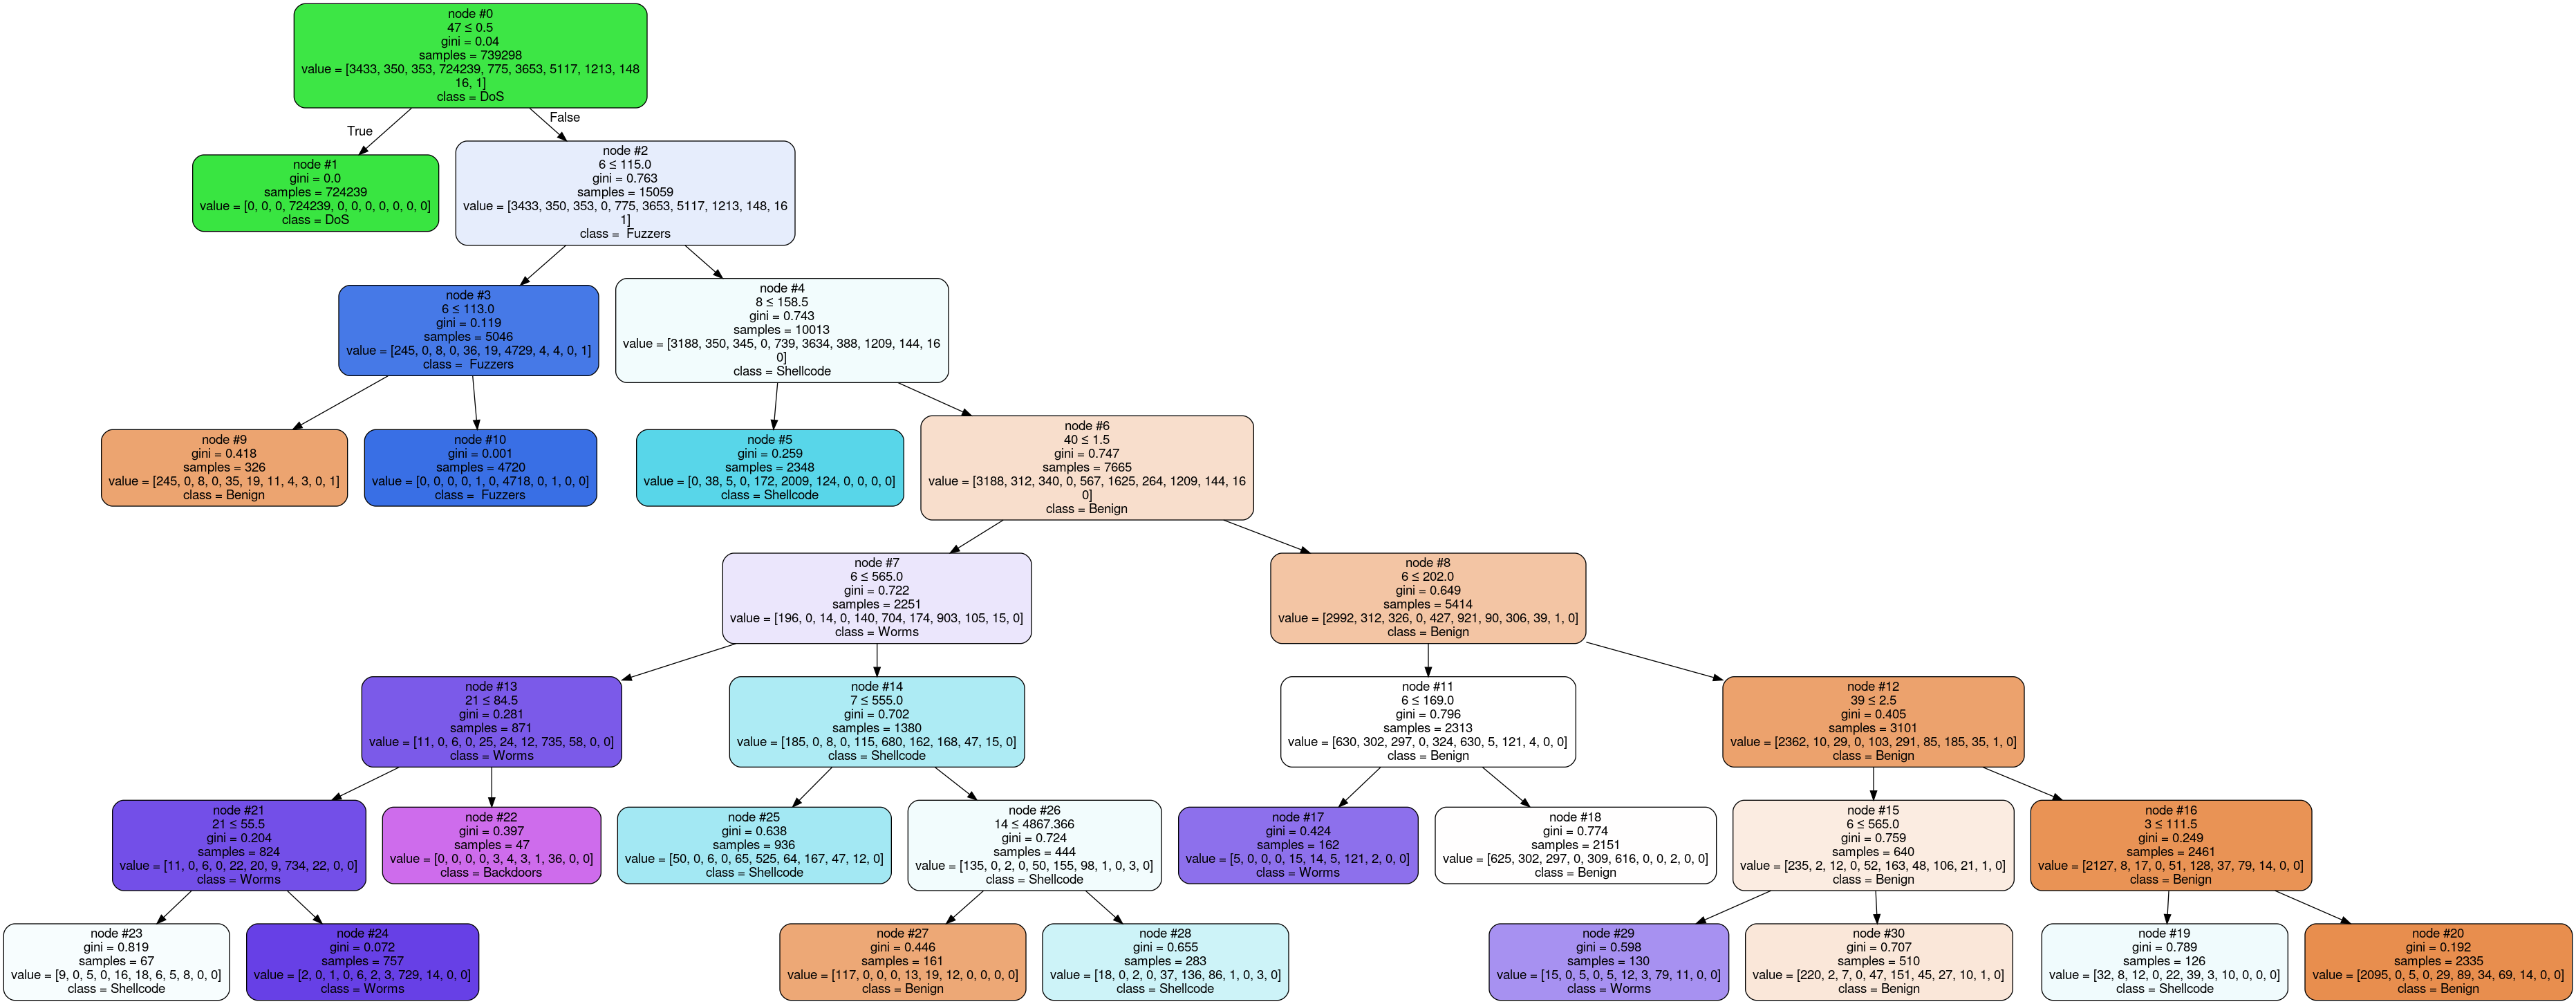 node #0
47 ≤ 0.5
gini = 0.04
samples = 739298
value = [3433, 350, 353, 724239, 775, 3653, 5117, 1213, 148
16, 1]
class = DoS
True
False
node #1
gini = 0.0
samples = 724239
value = [0, 0, 0, 724239, 0, 0, 0, 0, 0, 0, 0]
class = DoS
node #2
6 ≤ 115.0
gini = 0.763
samples = 15059
value = [3433, 350, 353, 0, 775, 3653, 5117, 1213, 148, 16
1]
class =  Fuzzers
node #3
6 ≤ 113.0
gini = 0.119
samples = 5046
value = [245, 0, 8, 0, 36, 19, 4729, 4, 4, 0, 1]
class =  Fuzzers
node #4
8 ≤ 158.5
gini = 0.743
samples = 10013
value = [3188, 350, 345, 0, 739, 3634, 388, 1209, 144, 16
0]
class = Shellcode
node #9
gini = 0.418
samples = 326
value = [245, 0, 8, 0, 35, 19, 11, 4, 3, 0, 1]
class = Benign
node #10
gini = 0.001
samples = 4720
value = [0, 0, 0, 0, 1, 0, 4718, 0, 1, 0, 0]
class =  Fuzzers
node #5
gini = 0.259
samples = 2348
value = [0, 38, 5, 0, 172, 2009, 124, 0, 0, 0, 0]
class = Shellcode
node #6
40 ≤ 1.5
gini = 0.747
samples = 7665
value = [3188, 312, 340, 0, 567, 1625, 264, 1209, 144, 16
0]
class = Benign
node #7
6 ≤ 565.0
gini = 0.722
samples = 2251
value = [196, 0, 14, 0, 140, 704, 174, 903, 105, 15, 0]
class = Worms
node #8
6 ≤ 202.0
gini = 0.649
samples = 5414
value = [2992, 312, 326, 0, 427, 921, 90, 306, 39, 1, 0]
class = Benign
node #13
21 ≤ 84.5
gini = 0.281
samples = 871
value = [11, 0, 6, 0, 25, 24, 12, 735, 58, 0, 0]
class = Worms
node #14
7 ≤ 555.0
gini = 0.702
samples = 1380
value = [185, 0, 8, 0, 115, 680, 162, 168, 47, 15, 0]
class = Shellcode
node #11
6 ≤ 169.0
gini = 0.796
samples = 2313
value = [630, 302, 297, 0, 324, 630, 5, 121, 4, 0, 0]
class = Benign
node #12
39 ≤ 2.5
gini = 0.405
samples = 3101
value = [2362, 10, 29, 0, 103, 291, 85, 185, 35, 1, 0]
class = Benign
node #21
21 ≤ 55.5
gini = 0.204
samples = 824
value = [11, 0, 6, 0, 22, 20, 9, 734, 22, 0, 0]
class = Worms
node #22
gini = 0.397
samples = 47
value = [0, 0, 0, 0, 3, 4, 3, 1, 36, 0, 0]
class = Backdoors
node #25
gini = 0.638
samples = 936
value = [50, 0, 6, 0, 65, 525, 64, 167, 47, 12, 0]
class = Shellcode
node #26
14 ≤ 4867.366
gini = 0.724
samples = 444
value = [135, 0, 2, 0, 50, 155, 98, 1, 0, 3, 0]
class = Shellcode
node #17
gini = 0.424
samples = 162
value = [5, 0, 0, 0, 15, 14, 5, 121, 2, 0, 0]
class = Worms
node #18
gini = 0.774
samples = 2151
value = [625, 302, 297, 0, 309, 616, 0, 0, 2, 0, 0]
class = Benign
node #15
6 ≤ 565.0
gini = 0.759
samples = 640
value = [235, 2, 12, 0, 52, 163, 48, 106, 21, 1, 0]
class = Benign
node #16
3 ≤ 111.5
gini = 0.249
samples = 2461
value = [2127, 8, 17, 0, 51, 128, 37, 79, 14, 0, 0]
class = Benign
node #23
gini = 0.819
samples = 67
value = [9, 0, 5, 0, 16, 18, 6, 5, 8, 0, 0]
class = Shellcode
node #24
gini = 0.072
samples = 757
value = [2, 0, 1, 0, 6, 2, 3, 729, 14, 0, 0]
class = Worms
node #27
gini = 0.446
samples = 161
value = [117, 0, 0, 0, 13, 19, 12, 0, 0, 0, 0]
class = Benign
node #28
gini = 0.655
samples = 283
value = [18, 0, 2, 0, 37, 136, 86, 1, 0, 3, 0]
class = Shellcode
node #29
gini = 0.598
samples = 130
value = [15, 0, 5, 0, 5, 12, 3, 79, 11, 0, 0]
class = Worms
node #30
gini = 0.707
samples = 510
value = [220, 2, 7, 0, 47, 151, 45, 27, 10, 1, 0]
class = Benign
node #19
gini = 0.789
samples = 126
value = [32, 8, 12, 0, 22, 39, 3, 10, 0, 0, 0]
class = Shellcode
node #20
gini = 0.192
samples = 2335
value = [2095, 0, 5, 0, 29, 89, 34, 69, 14, 0, 0]
class = Benign